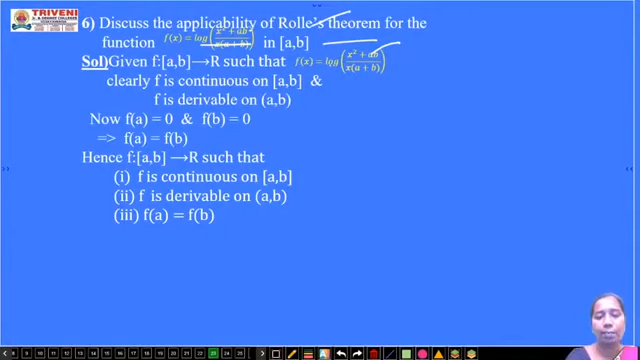 TRIVENI
6) Discuss the applicability of Rolle's theorem for the
function f(x) = log(x² + ab / x(a + b)) in [a,b]
Sol) Given f:[a,b]→R such that f(x) = log(x² + ab / x(a + b))
clearly f is continuous on [a,b] &
f is derivable on (a,b)
Now f(a) = 0 & f(b) = 0
=> f(a) = f(b)
Hence f:[a,b] →R such that
(i) f is continuous on [a,b]
(ii) f is derivable on (a,b)
(iii) f(a) = f(b)